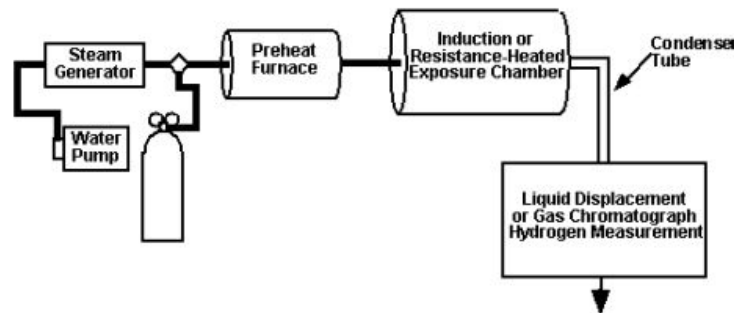 Steam
Generator
Water
Pump
Preheat
Furnace
Induction or
Resistance-Heated
Exposure Chamber
Condenser
Tube
Liquid Displacement
or Gas Chromatograph
Hydrogen Measurement